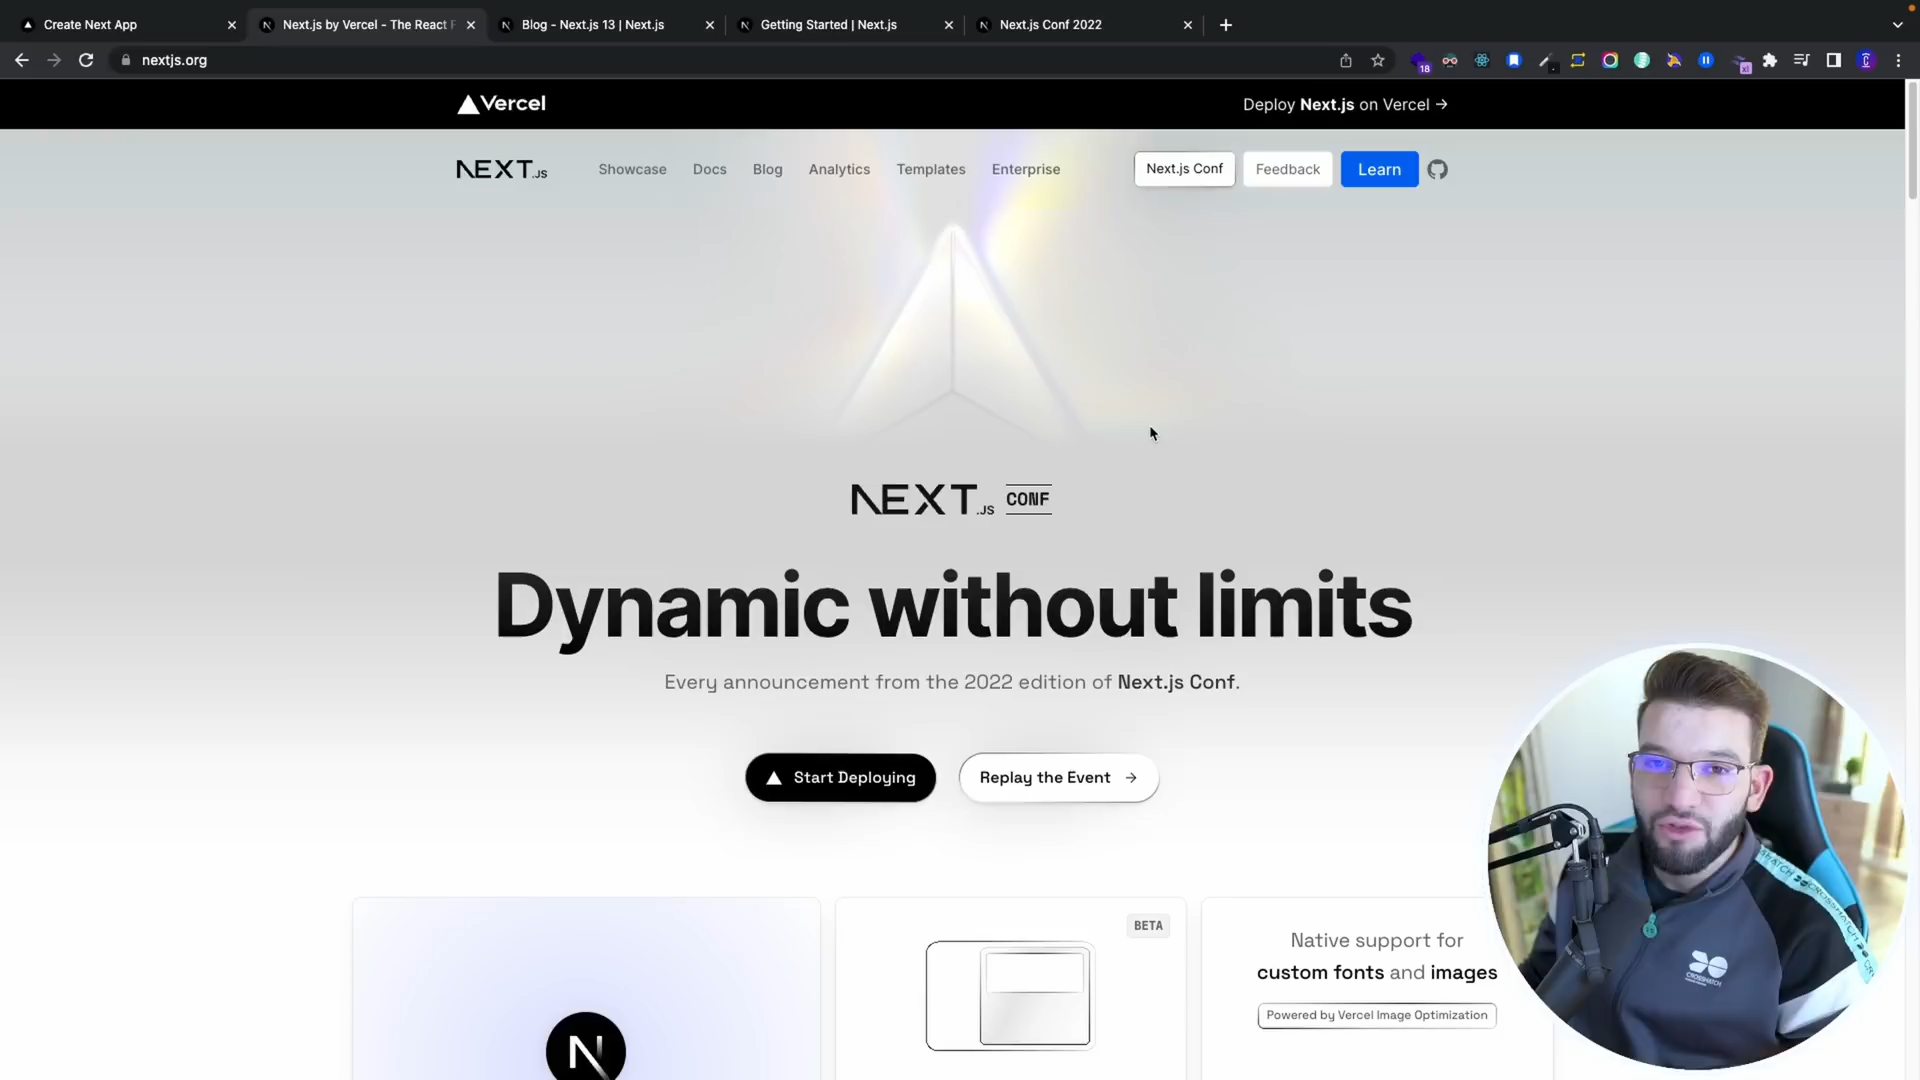 Create Next App
Next.js by Vercel - The React F
Blog - Next.js 13 | Next.js
Getting Started | Next.js
Next.js Conf 2022
nextjs.org
18
xl
Vercel
Deploy Next.js on Vercel →
NEXT.JS
Showcase
Docs
Blog
Analytics
Templates
Enterprise
Next.js Conf
Feedback
Learn
NEXT.JS CONF
Dynamic without limits
Every announcement from the 2022 edition of Next.js Conf.
Start Deploying
Replay the Event →
BETA
Native support for
custom fonts and images
Powered by Vercel Image Optimization
N
CROSSHATCH